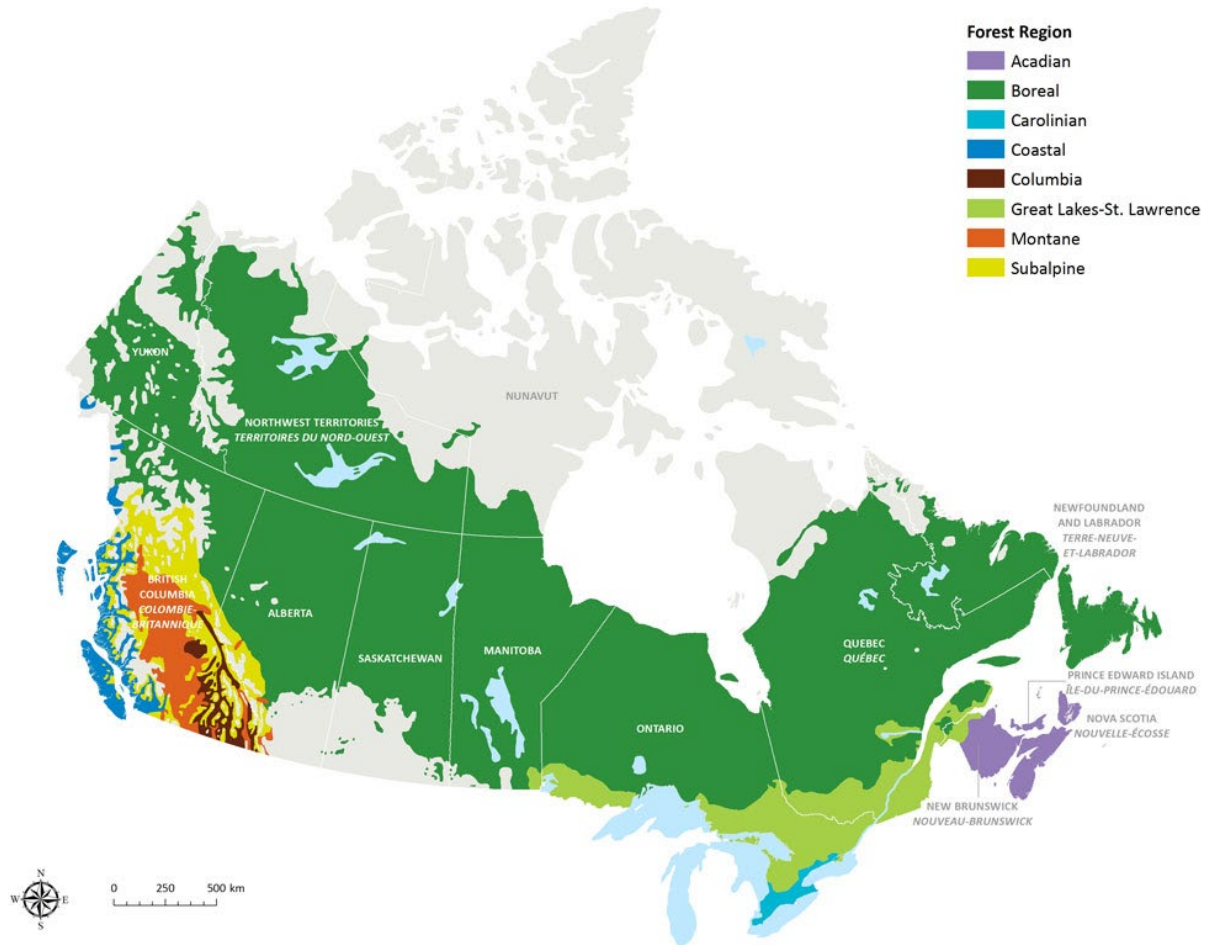 Forest Region
Acadian
Boreal
Carolinian
Coastal
Columbia
Great Lakes-St. Lawrence
Montane
Subalpine
YUKON
NUNAVUT
NORTHWEST TERRITORIES
TERRITOIRES DU NORD-OUEST
NEWFOUNDLAND
AND LABRADOR
TERRE-NEUVE-
ET-LABRADOR
BRITISH
COLUMBIA
COLOMBIE-
BRITANNIQUE
ALBERTA
SASKATCHEWAN
MANITOBA
ONTARIO
QUEBEC
QUÉBEC
PRINCE EDWARD ISLAND
ÎLE-DU-PRINCE-ÉDOUARD
NOVA SCOTIA
NOUVELLE-ÉCOSSE
NEW BRUNSWICK
NOUVEAU-BRUNSWICK
N
W E
S
0 250 500 km